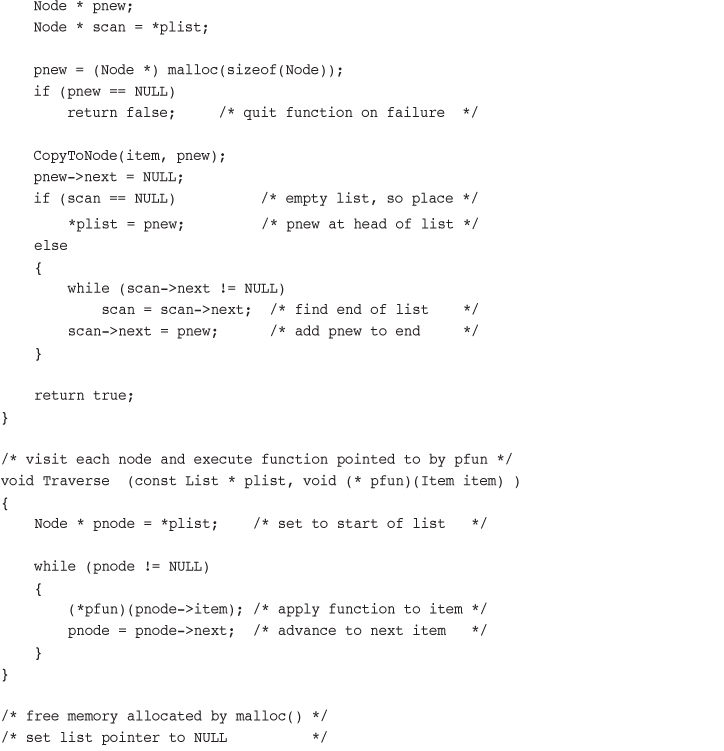 Node * pnew;
    Node * scan = *plist;

    pnew = (Node *) malloc(sizeof(Node));
    if (pnew == NULL)
        return false;     /* quit function on failure  */

    CopyToNode(item, pnew);
    pnew->next = NULL;
    if (scan == NULL)          /* empty list, so place */
        *plist = pnew;         /* pnew at head of list */
    else
    {
        while (scan->next != NULL)
            scan = scan->next;  /* find end of list    */
        scan->next = pnew;      /* add pnew to end     */
    }

    return true;
}

/* visit each node and execute function pointed to by pfun */
void Traverse  (const List * plist, void (* pfun)(Item item) )
{
    Node * pnode = *plist;    /* set to start of list   */

    while (pnode != NULL)
    {
        (*pfun)(pnode->item); /* apply function to item */
        pnode = pnode->next;  /* advance to next item   */
    }
}

/* free memory allocated by malloc() */
/* set list pointer to NULL          */